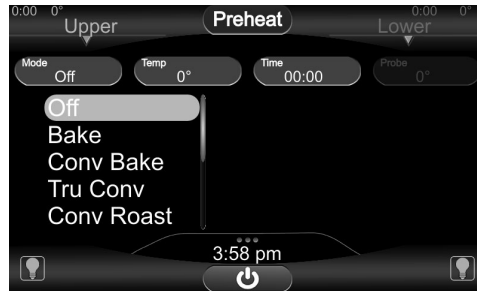 0:00 0° Preheat 0:00 0°
Upper Lower
Mode Temp Time Probe
Off 0° 00:00 0°
Off
Bake
Conv Bake
Tru Conv
Conv Roast
3:58 pm